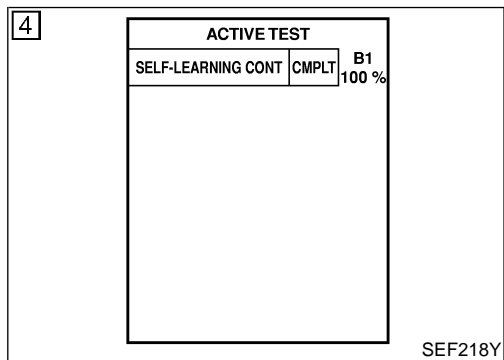 4
ACTIVE TEST
SELF-LEARNING CONT CMPLT B1
100 %
SEF218Y